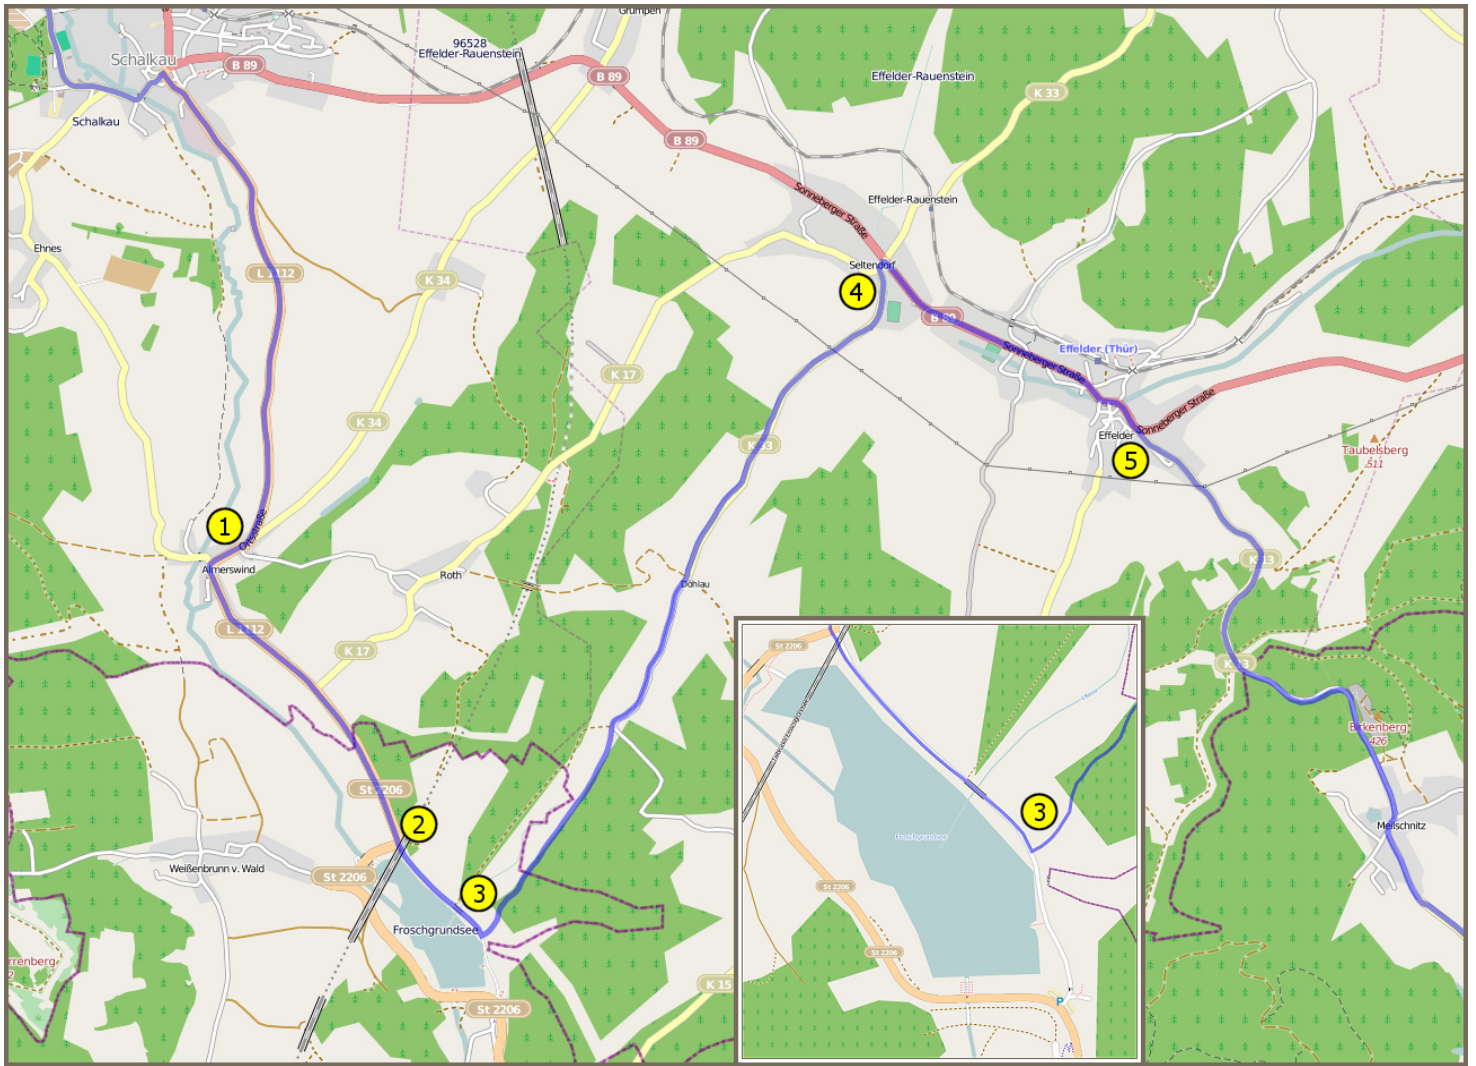 Grümpen
96528
Effelder-Rauenstein
Schalkau
B 89
B 89
Effelder-Rauenstein
K 33
Schalkau
B 89
Sonneberger Straße
Effelder-Rauenstein
Ehnes
Seltendorf
L 1112
K 34
4
B 89
Sonneberger Straße
Effelder (Thür)
K 17
Sonneberger Straße
K 34
K 33
Effelder
Taubelsberg
511
5
1
Ortsstraße
Almerswind
Roth
Döhlau
K 33
L 1112
K 17
St 2206
K 33
Birkenberg
426
St 2206
3
2
Meilschnitz
Froschgrundsee
Weißenbrunn v. Wald
St 2206
3
St 2206
Froschgrundsee
St 2206
rrenberg
K 15
St 2206
P